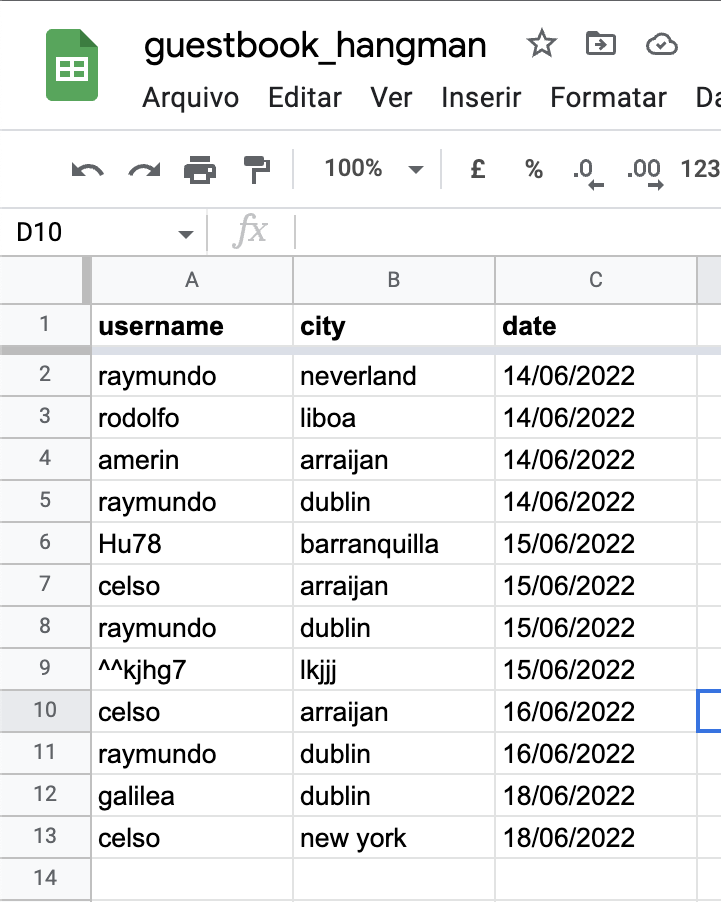 guestbook_hangman
Arquivo Editar Ver Inserir Formatar Da
100% £ % .0 .00 123
D10 fx
A B C
1 username city date
2 raymundo neverland 14/06/2022
3 rodolfo liboa 14/06/2022
4 amerin arraijan 14/06/2022
5 raymundo dublin 14/06/2022
6 Hu78 barranquilla 15/06/2022
7 celso arraijan 15/06/2022
8 raymundo dublin 15/06/2022
9 ^^kjhg7 lkjjj 15/06/2022
10 celso arraijan 16/06/2022
11 raymundo dublin 16/06/2022
12 galilea dublin 18/06/2022
13 celso new york 18/06/2022
14